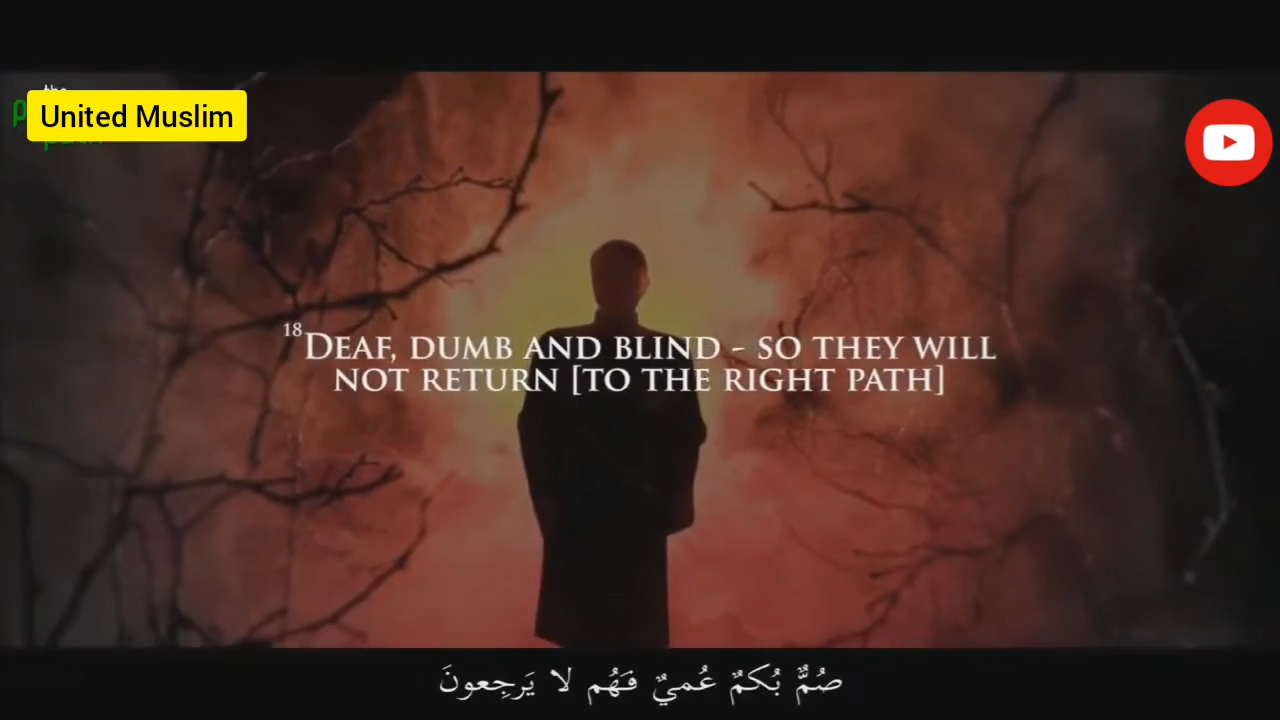 the
United Muslim
18 DEAF, DUMB AND BLIND - SO THEY WILL
NOT RETURN [TO THE RIGHT PATH]
صُمٌّ بُكمٌ عُميٌ فَهُم لا يَرجِعونَ